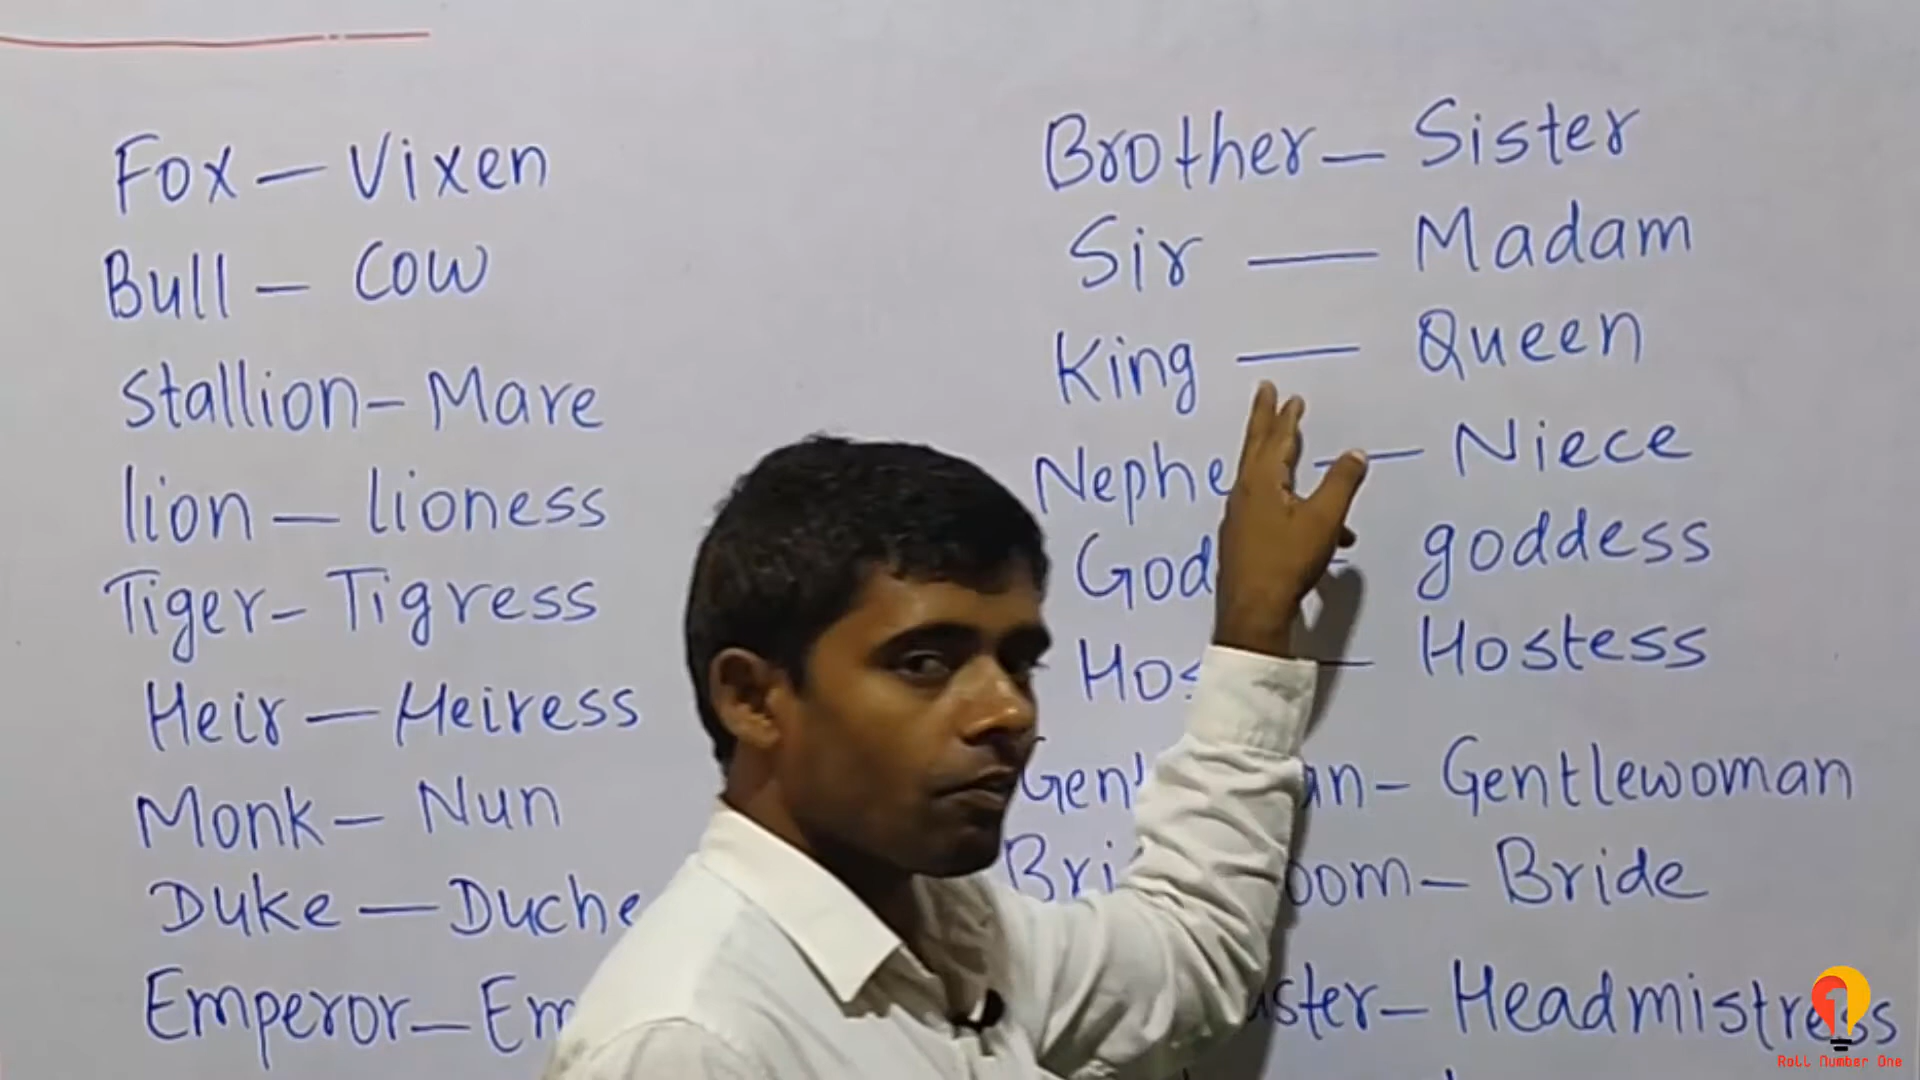 Fox – Vixen
Bull – Cow
Stallion – Mare
lion – lioness
Tiger – Tigress
Heir – Heiress
Monk – Nun
Duke – Duche
Emperor – Em
Brother – Sister
Sir – Madam
King – Queen
Nephe – Niece
God – goddess
Hos – Hostess
Gen an – Gentlewoman
Bri oom – Bride
ster – Headmistress
Roll Number One